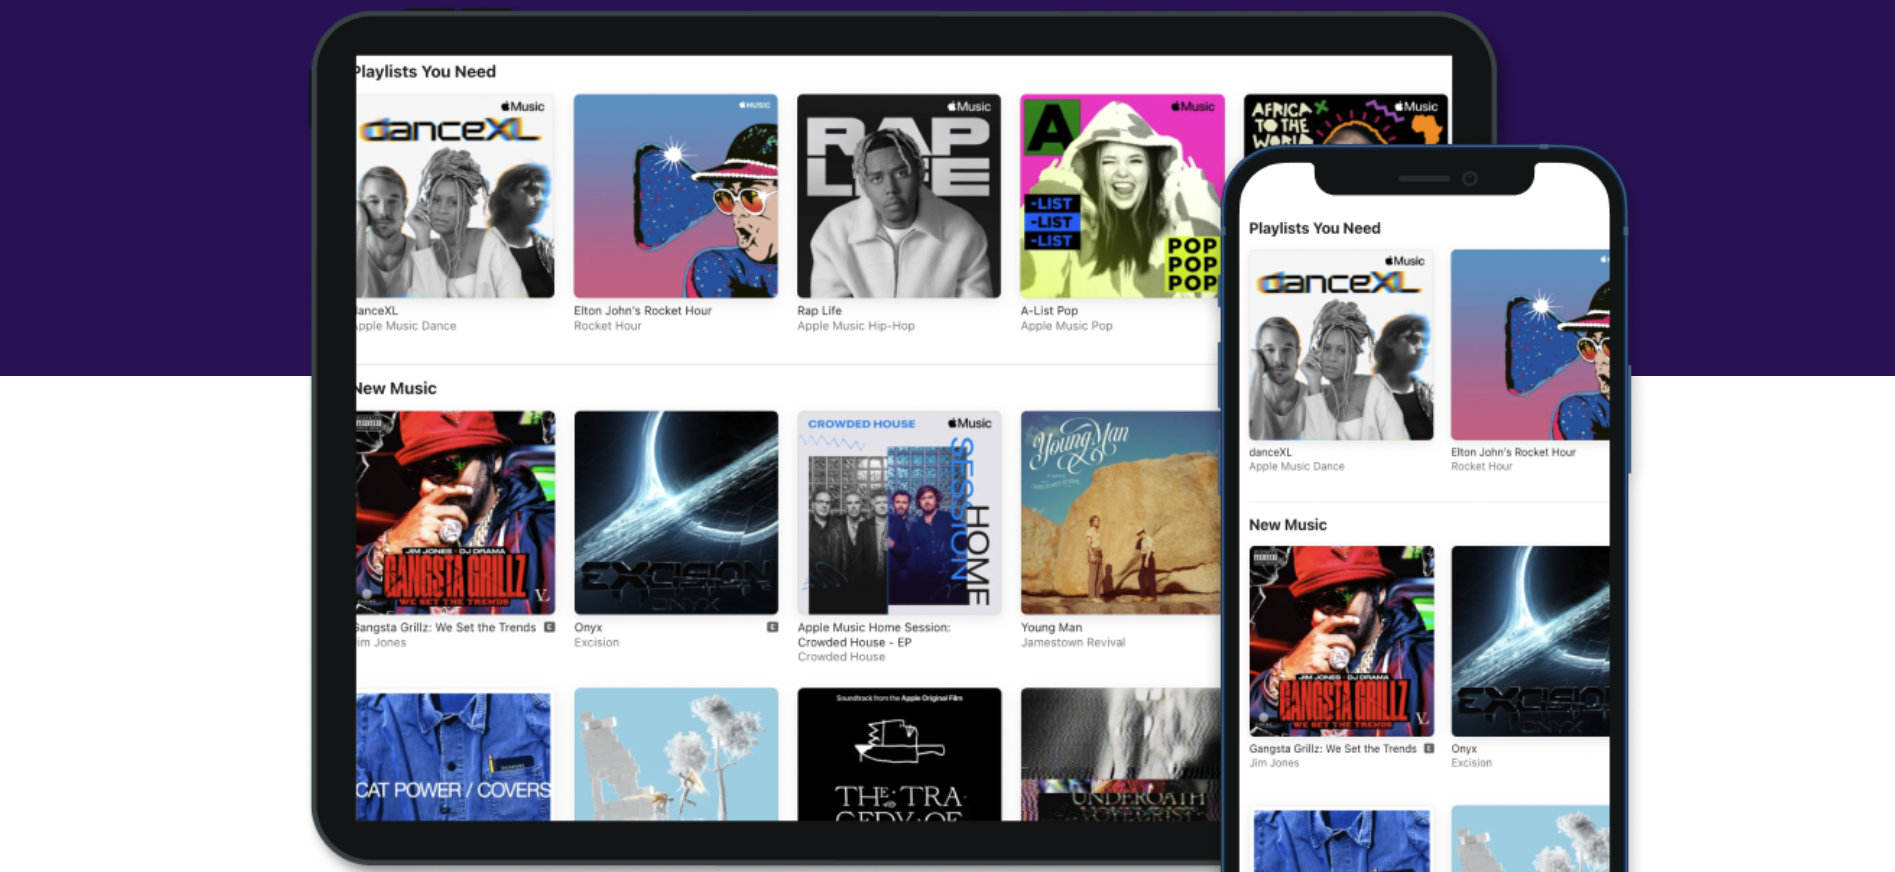 Playlists You Need
Music
danceXL
MUSIC
Music
RAP
LIFE
Music
A
-LIST
-LIST
-LIST
POP
POP
POP
Music
AFRICA
TO THE
WORLD
danceXL
Apple Music Dance
Elton John's Rocket Hour
Rocket Hour
Rap Life
Apple Music Hip-Hop
A-List Pop
Apple Music Pop
New Music
JIM JONES · DJ DRAMA
GANGSTA GRILLZ
WE SET THE TRENDS
EXCISION
ONYX
CROWDED HOUSE
Music
HOME
SESSION
Young Man
Gangsta Grillz: We Set the Trends E
Jim Jones
Onyx E
Excision
Apple Music Home Session:
Crowded House - EP
Crowded House
Young Man
Jamestown Revival
CAT POWER / COVERS
Soundtrack from the Apple Original Film
THE·TRA
GEDY·OF
UNDEROATH
VOYEURIST
Playlists You Need
Music
danceXL
danceXL
Apple Music Dance
Elton John's Rocket Hour
Rocket Hour
New Music
JIM JONES · DJ DRAMA
GANGSTA GRILLZ
WE SET THE TRENDS
EXCISION
ONYX
Gangsta Grillz: We Set the Trends E
Jim Jones
Onyx
Excision